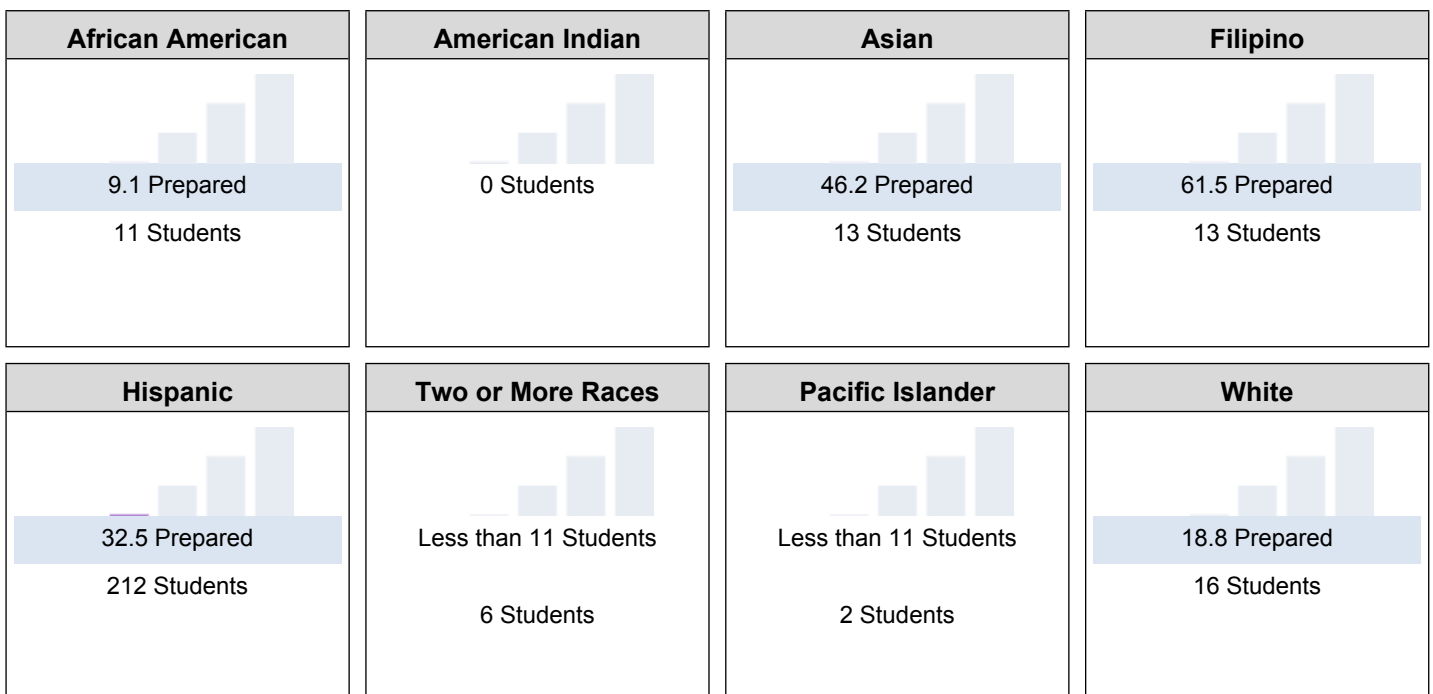 African American
9.1 Prepared
11 Students
American Indian
0 Students
Asian
46.2 Prepared
13 Students
Filipino
61.5 Prepared
13 Students
Hispanic
32.5 Prepared
212 Students
Two or More Races
Less than 11 Students
6 Students
Pacific Islander
Less than 11 Students
2 Students
White
18.8 Prepared
16 Students